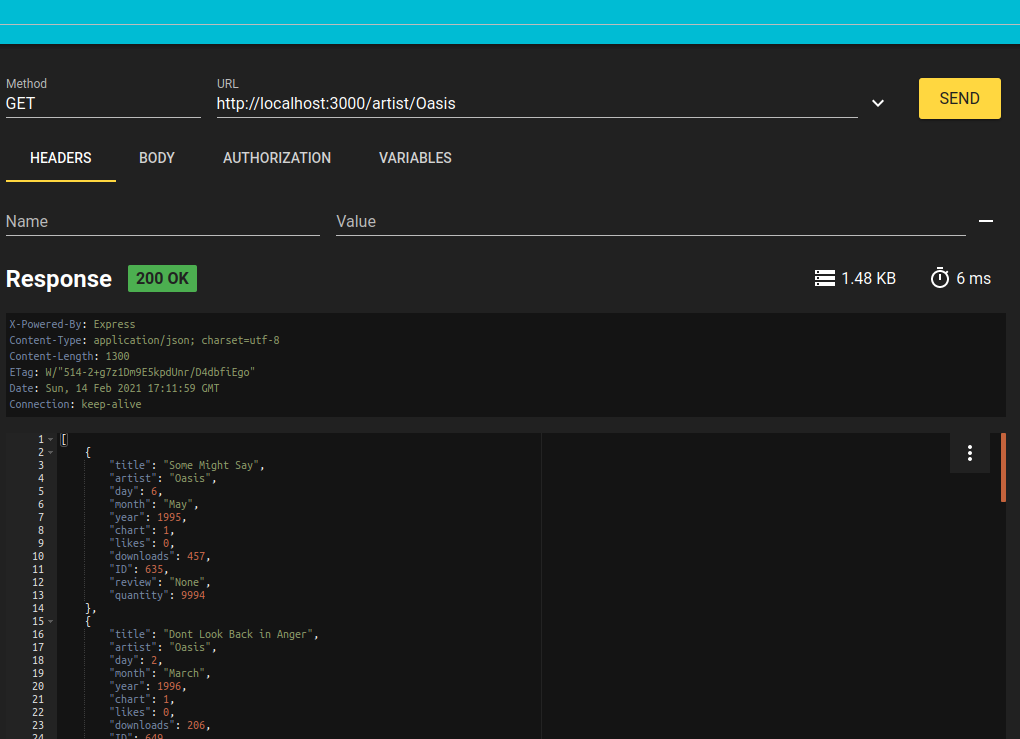 Method
URL
GET
http://localhost:3000/artist/Oasis
SEND
HEADERS
BODY
AUTHORIZATION
VARIABLES
Name
Value
Response
200 OK
1.48 KB
6 ms
X-Powered-By: Express
Content-Type: application/json; charset=utf-8
Content-Length: 1300
ETag: W/"514-2+g7z1Dm9E5kpdUnr/D4dbfiEgo"
Date: Sun, 14 Feb 2021 17:11:59 GMT
Connection: keep-alive
1 [
2 {
3 "title": "Some Might Say",
4 "artist": "Oasis",
5 "day": 6,
6 "month": "May",
7 "year": 1995,
8 "chart": 1,
9 "likes": 0,
10 "downloads": 457,
11 "ID": 635,
12 "review": "None",
13 "quantity": 9994
14 },
15 {
16 "title": "Dont Look Back in Anger",
17 "artist": "Oasis",
18 "day": 2,
19 "month": "March",
20 "year": 1996,
21 "chart": 1,
22 "likes": 0,
23 "downloads": 206,
24 "ID": 649,